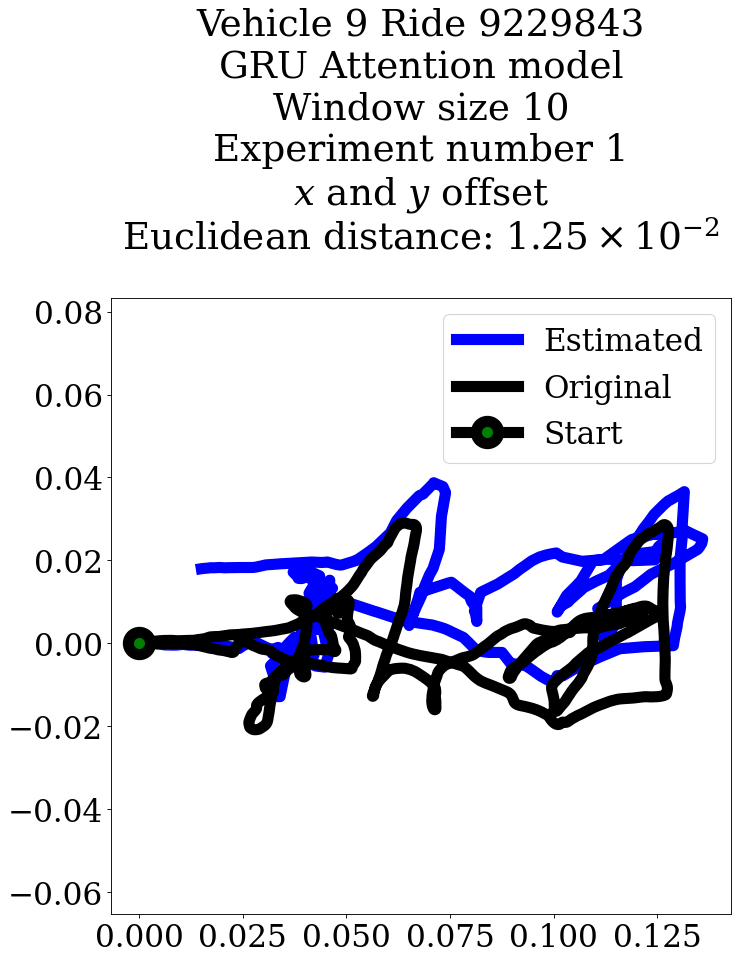 Vehicle 9 Ride 9229843
GRU Attention model
Window size 10
Experiment number 1
x and y offset
Euclidean distance: 1.25 × 10⁻²
Estimated
Original
Start
0.08
0.06
0.04
0.02
0.00
−0.02
−0.04
−0.06
0.000 0.025 0.050 0.075 0.100 0.125